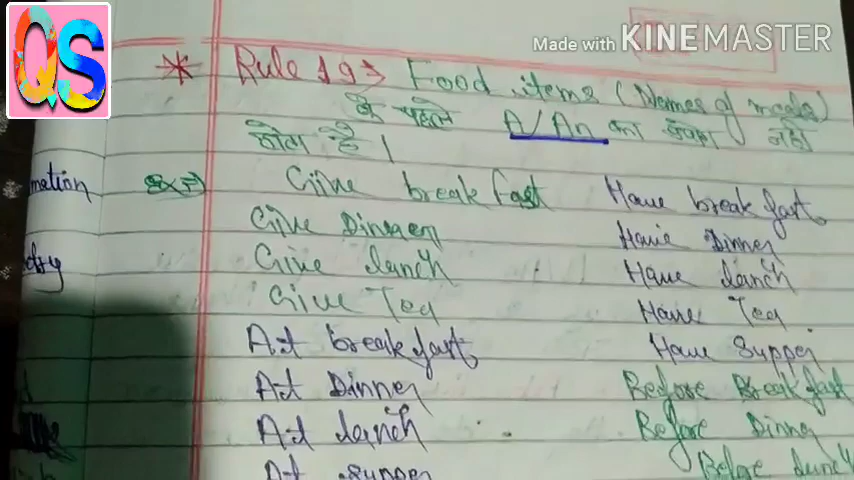 QS
Made with KINEMASTER
* Rule 19 → Food items (Names of meals)
के पहले A/An का प्रयोग नहीं
होता है।
mation
Ex →
Give breakfast Have breakfast
Give Dinner Have Dinner
Give lunch Have lunch
Give Tea Have Tea
At breakfast Have Supper
At Dinner Before Breakfast
At lunch Before Dinner
At supper Before lunch